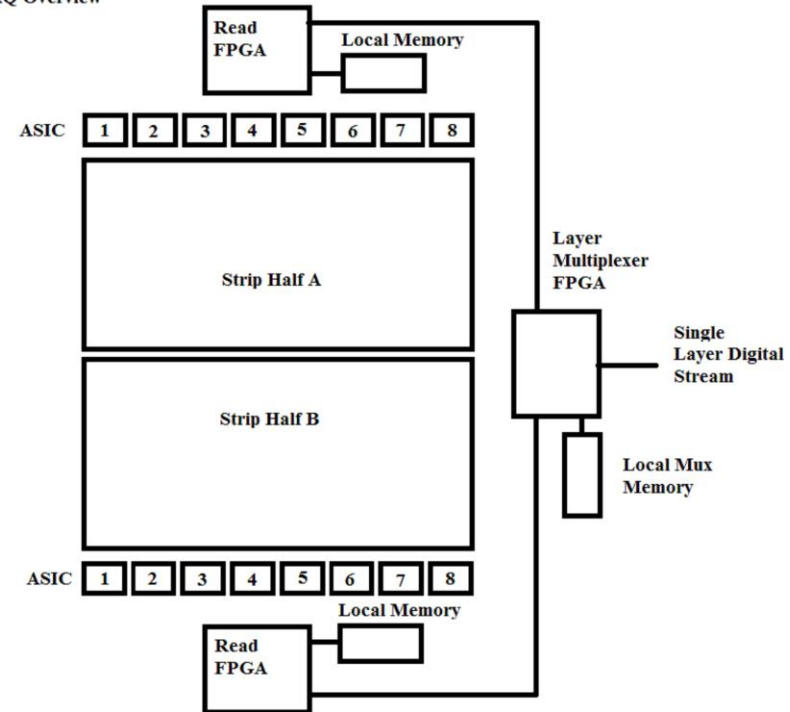 Q Overview
Read
FPGA
Local Memory
ASIC 1 2 3 4 5 6 7 8
Strip Half A
Layer
Multiplexer
FPGA
Single
Layer Digital
Stream
Strip Half B
Local Mux
Memory
ASIC 1 2 3 4 5 6 7 8
Local Memory
Read
FPGA